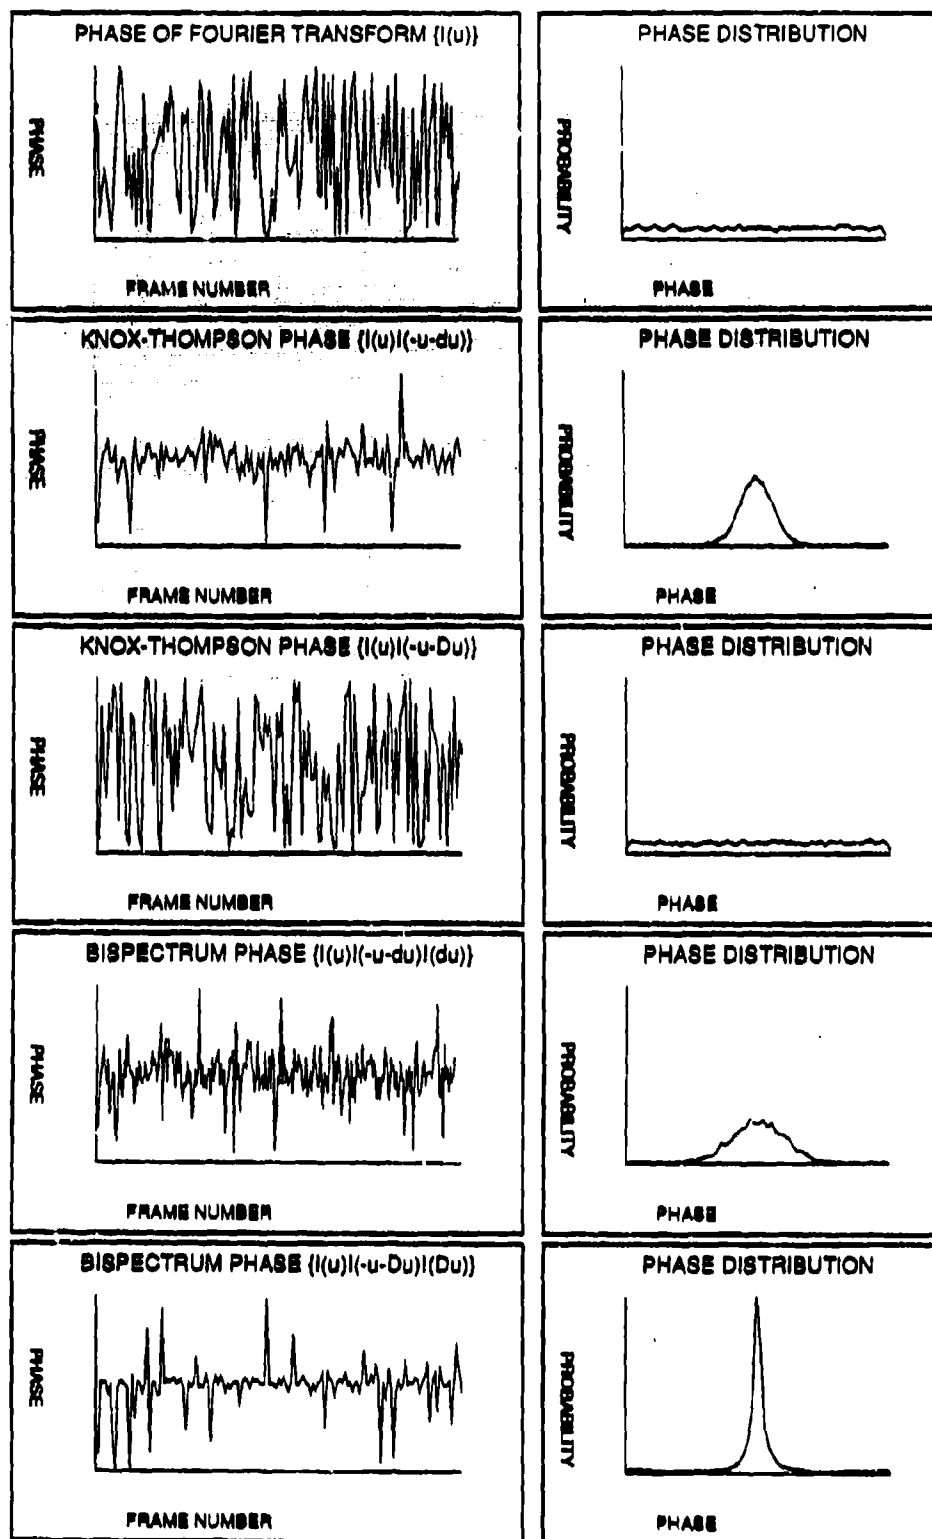 PHASE OF FOURIER TRANSFORM {I(u)}
PHASE
FRAME NUMBER
PHASE DISTRIBUTION
PROBABILITY
PHASE
KNOX-THOMPSON PHASE {I(u)I(-u-du)}
PHASE
FRAME NUMBER
PHASE DISTRIBUTION
PROBABILITY
PHASE
KNOX-THOMPSON PHASE {I(u)I(-u-Du)}
PHASE
FRAME NUMBER
PHASE DISTRIBUTION
PROBABILITY
PHASE
BISPECTRUM PHASE {I(u)I(-u-du)I(du)}
PHASE
FRAME NUMBER
PHASE DISTRIBUTION
PROBABILITY
PHASE
BISPECTRUM PHASE {I(u)I(-u-Du)I(Du)}
PHASE
FRAME NUMBER
PHASE DISTRIBUTION
PROBABILITY
PHASE